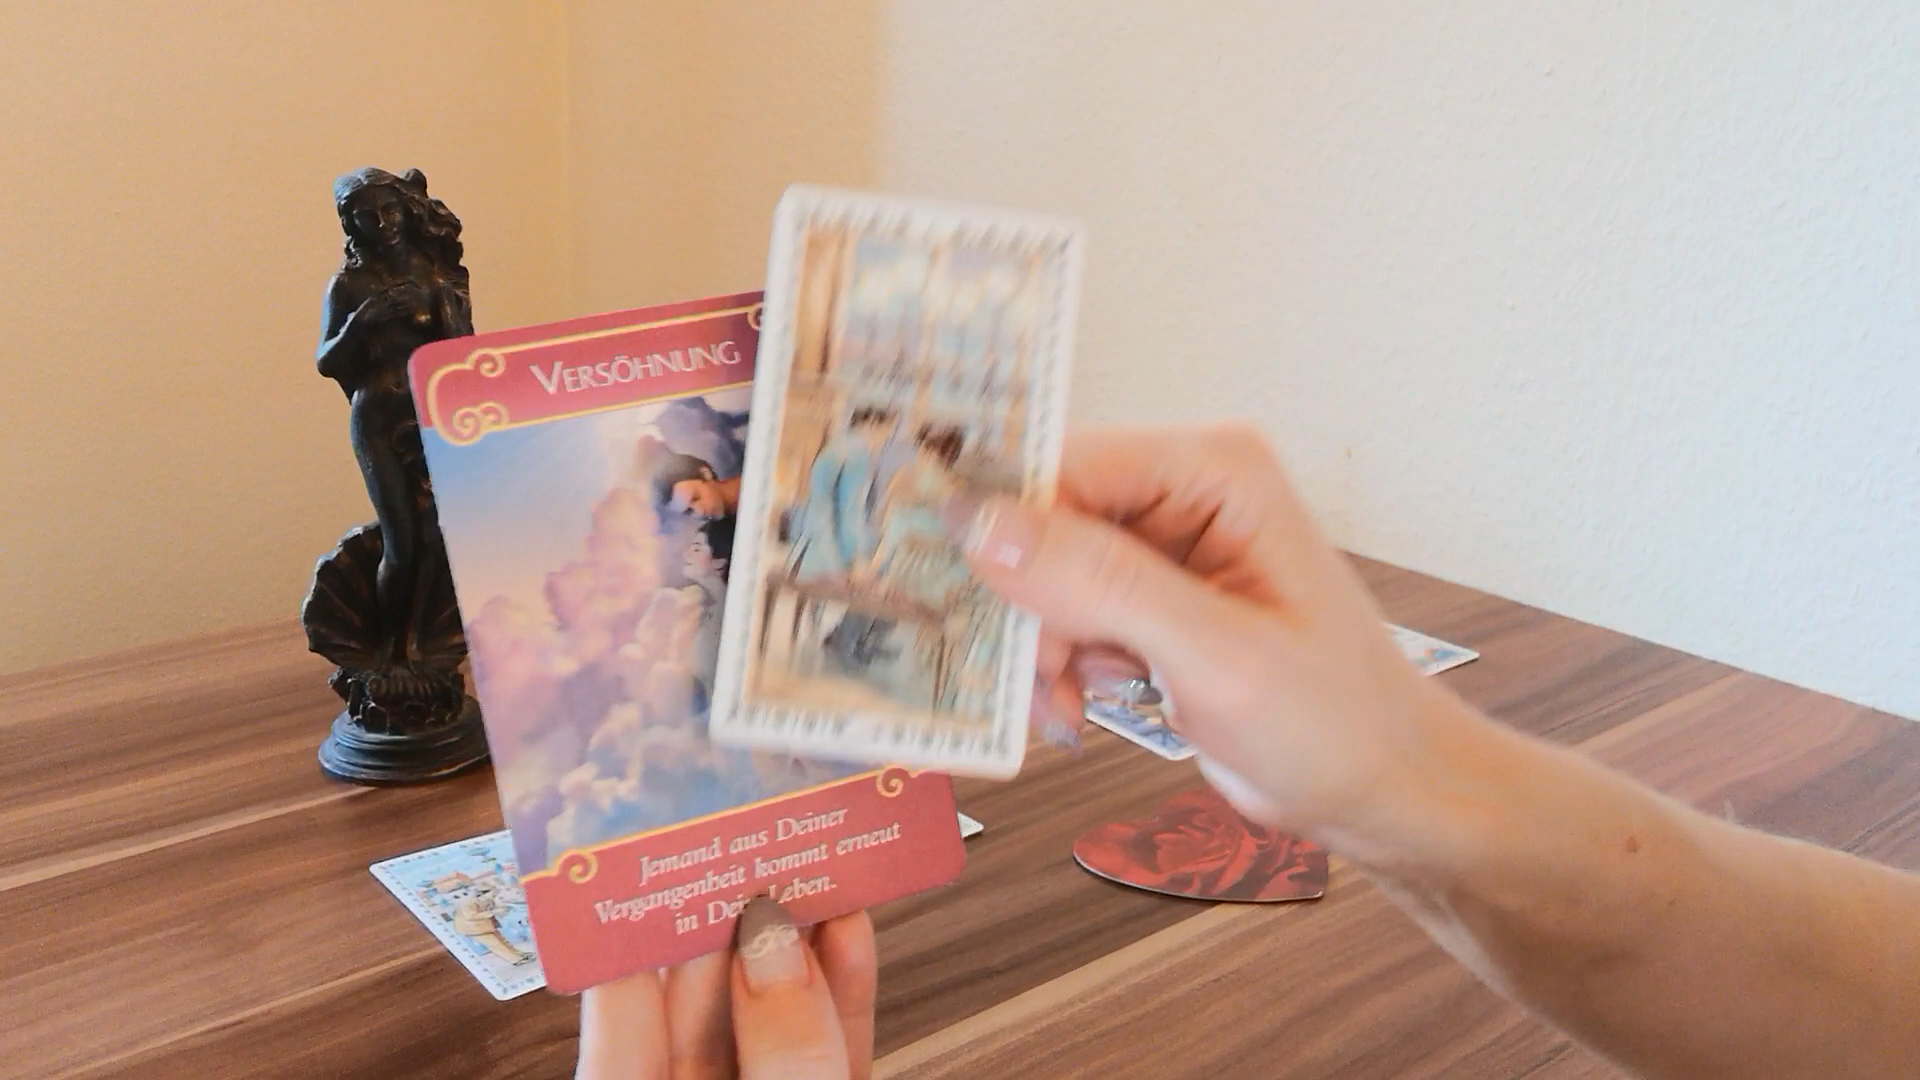 VERSÖHNUNG
Jemand aus Deiner
Vergangenheit kommt erneut
in Leben.